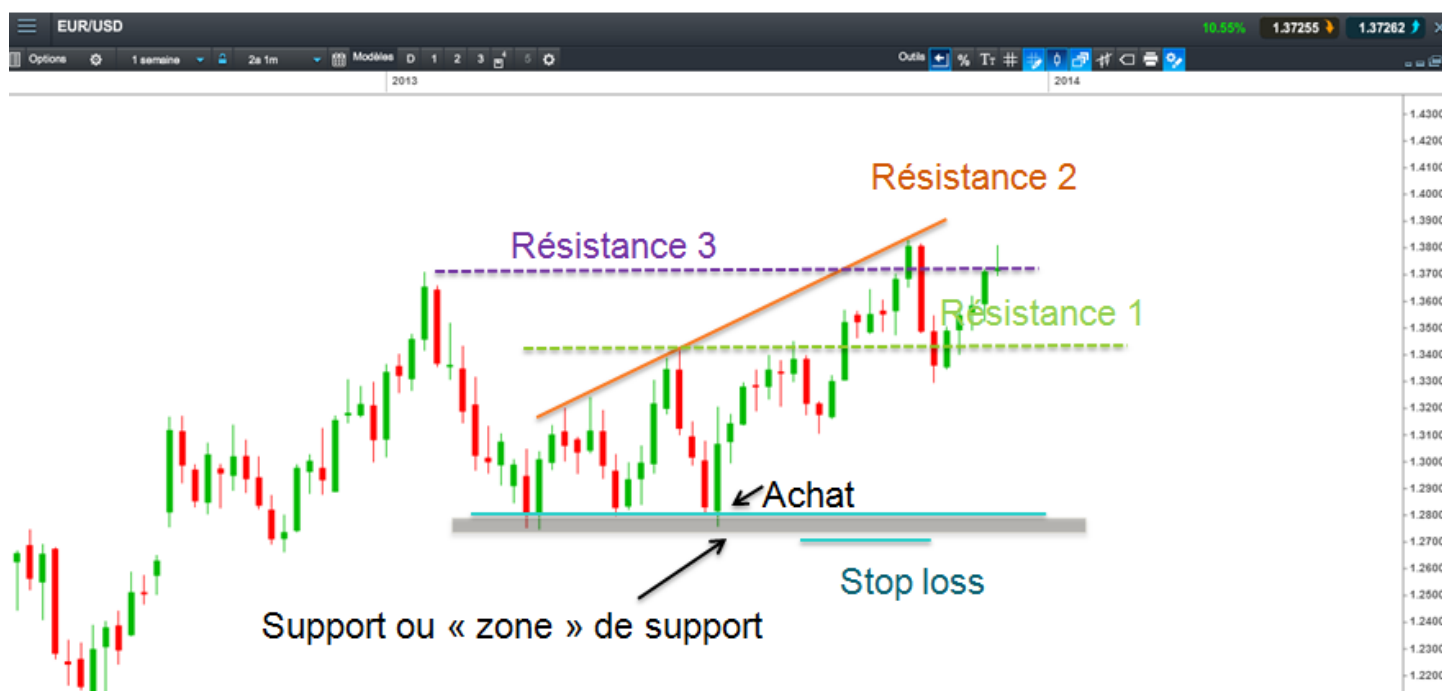 EUR/USD
10.55% 1.37255 1.37262
Options 1 semaine 2a 1m Modèles D 1 2 3 4 5 Outils % Tт
2013 2014
1.4300
1.4200
1.4100
1.4000
1.3900
1.3800
1.3700
1.3600
1.3500
1.3400
1.3300
1.3200
1.3100
1.3000
1.2900
1.2800
1.2700
1.2600
1.2500
1.2400
1.2300
1.2200
Résistance 2
Résistance 3
Résistance 1
Achat
Stop loss
Support ou « zone » de support